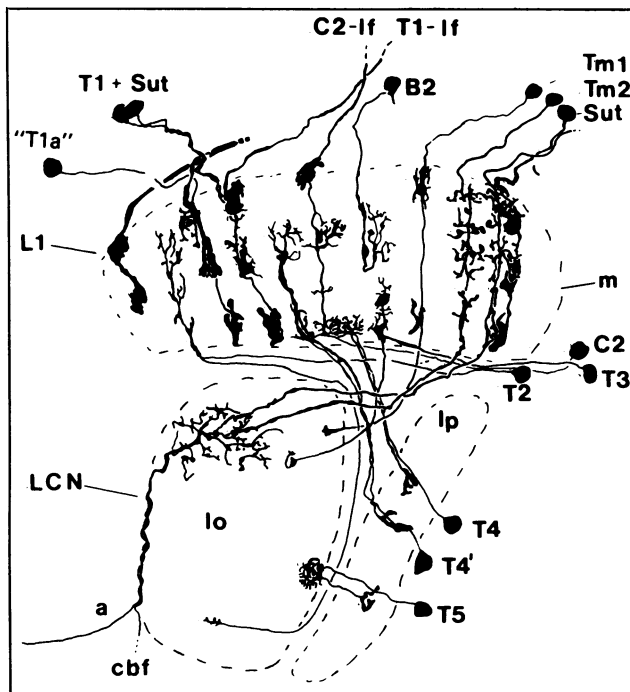 C2-lf T1-lf
T1 + Sut
B2
Tm1
Tm2
Sut
"T1a"
L1
m
C2
T2
T3
lp
LCN
lo
T4
T4'
a
T5
cbf